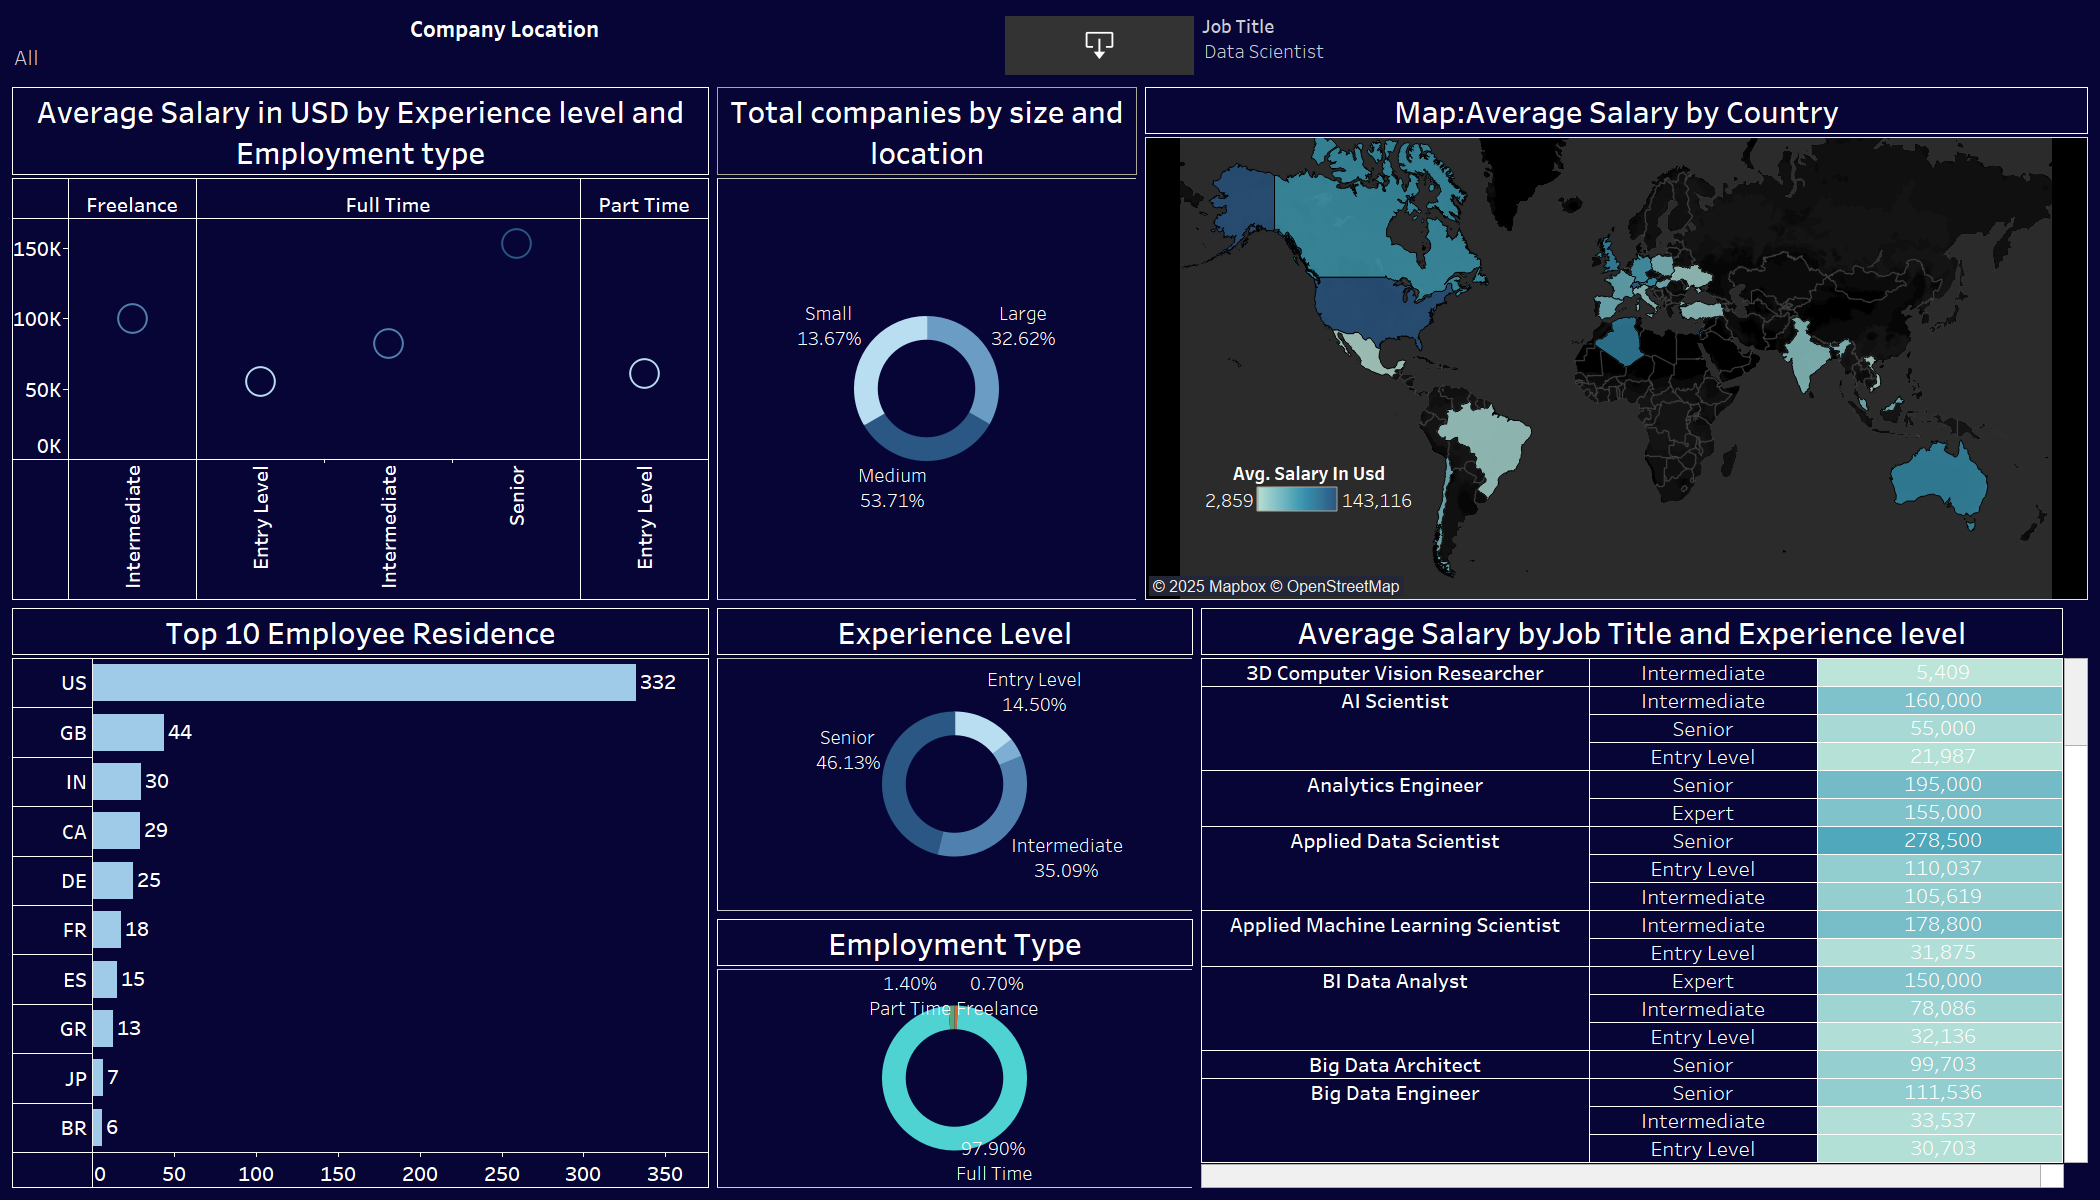 Company Location
All
Job Title
Data Scientist
Average Salary in USD by Experience level and
Employment type
Freelance
Full Time
Part Time
150K
100K
50K
0K
Intermediate
Entry Level
Intermediate
Senior
Entry Level
Total companies by size and
location
Small
13.67%
Large
32.62%
Medium
53.71%
Map:Average Salary by Country
Avg. Salary In Usd
2,859
143,116
© 2025 Mapbox © OpenStreetMap
Top 10 Employee Residence
US 332
GB 44
IN 30
CA 29
DE 25
FR 18
ES 15
GR 13
JP 7
BR 6
0 50 100 150 200 250 300 350
Experience Level
Entry Level
14.50%
Senior
46.13%
Intermediate
35.09%
Employment Type
1.40% 0.70%
Part Time Freelance
97.90%
Full Time
Average Salary byJob Title and Experience level
3D Computer Vision Researcher Intermediate 5,409
AI Scientist Intermediate 160,000
Senior 55,000
Entry Level 21,987
Analytics Engineer Senior 195,000
Expert 155,000
Applied Data Scientist Senior 278,500
Entry Level 110,037
Intermediate 105,619
Applied Machine Learning Scientist Intermediate 178,800
Entry Level 31,875
BI Data Analyst Expert 150,000
Intermediate 78,086
Entry Level 32,136
Big Data Architect Senior 99,703
Big Data Engineer Senior 111,536
Intermediate 33,537
Entry Level 30,703